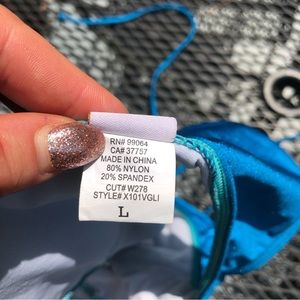 RN# 99064
CA# 37757
MADE IN CHINA
80% NYLON
20% SPANDEX
CUT# W278
STYLE# X101VGLI
L